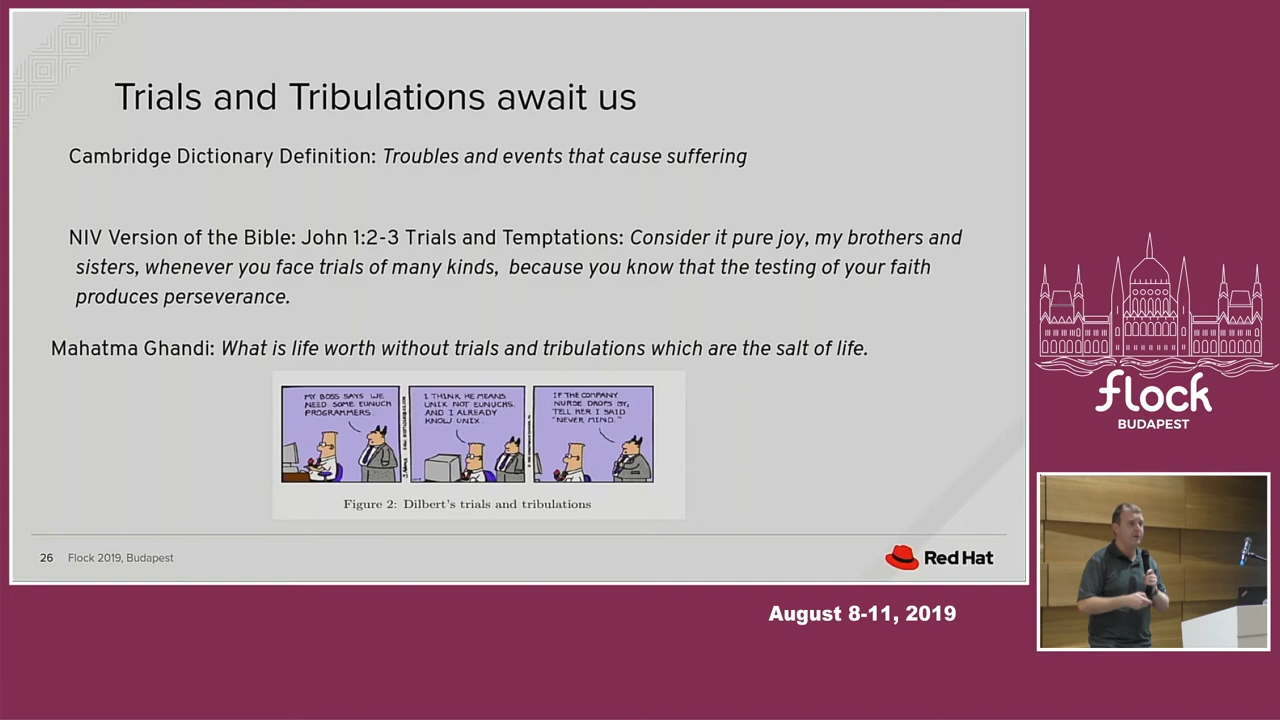 Trials and Tribulations await us
Cambridge Dictionary Definition: Troubles and events that cause suffering
NIV Version of the Bible: John 1:2-3 Trials and Temptations: Consider it pure joy, my brothers and
sisters, whenever you face trials of many kinds, because you know that the testing of your faith
produces perseverance.
Mahatma Ghandi: What is life worth without trials and tribulations which are the salt of life.
MY BOSS SAYS WE
NEED SOME EUNUCH
PROGRAMMERS.
I THINK HE MEANS
UNIX NOT EUNUCHS.
AND I ALREADY
KNOW UNIX.
IF THE COMPANY
NURSE DROPS BY,
TELL HER I SAID
"NEVER MIND."
Figure 2: Dilbert's trials and tribulations
26 Flock 2019, Budapest
Red Hat
flock
BUDAPEST
August 8-11, 2019